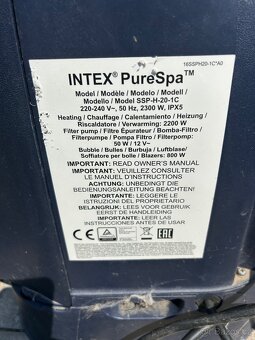 16SSPH20-1C*A0
INTEX® PureSpa™
Model / Modèle / Modelo / Modell /
Modello / Model SSP-H-20-1C
220-240 V~, 50 Hz, 2300 W, IPX5
Heating / Chauffage / Calentamiento / Heizung /
Riscaldatore / Verwarming: 2200 W
Filter pump / Filtre Épurateur / Bomba-Filtro /
Filterpumpe / Pompa Filtro / Filterpomp:
50 W / 12 V~
Bubble / Bulles / Burbuja / Luftblase/
Soffiatore per bolle / Blazers: 800 W
IMPORTANT: READ OWNER'S MANUAL
IMPORTANT: VEUILLEZ CONSULTER
LE MANUEL D'INSTRUCTIONS
ACHTUNG: UNBEDINGT DIE
BEDIENUNGSANLEITUNG BEACHTEN!
IMPORTANTE: LEGGERE LE
ISTRUZIONI DEL PROPRIETARIO
BELANGRIJK: LEES VOOR GEBRUIK
EERST DE HANDLEIDING
IMPORTANTE: LEER LAS
INSTRUCCIONES ANTES DE USAR
CE EAC